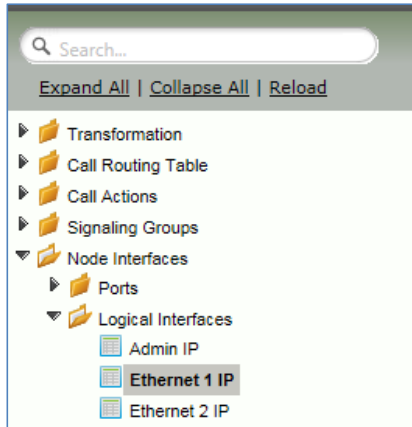 Search...
Expand All | Collapse All | Reload
Transformation
Call Routing Table
Call Actions
Signaling Groups
Node Interfaces
Ports
Logical Interfaces
Admin IP
Ethernet 1 IP
Ethernet 2 IP